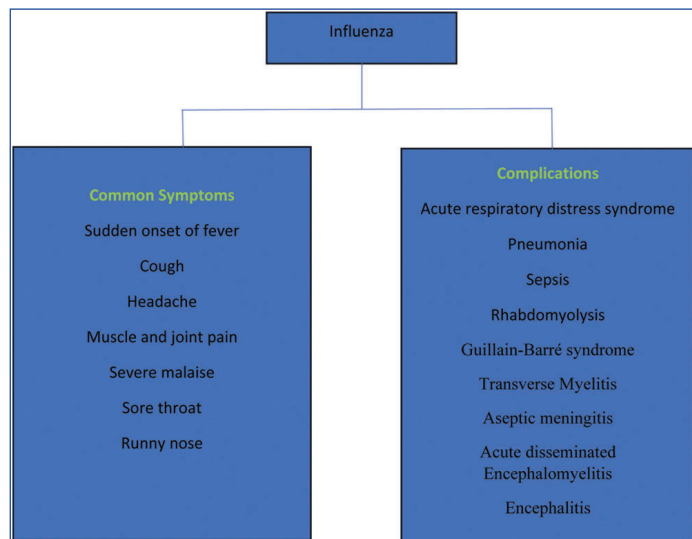 Influenza
Common Symptoms
Sudden onset of fever
Cough
Headache
Muscle and joint pain
Severe malaise
Sore throat
Runny nose
Complications
Acute respiratory distress syndrome
Pneumonia
Sepsis
Rhabdomyolysis
Guillain-Barré syndrome
Transverse Myelitis
Aseptic meningitis
Acute disseminated
Encephalomyelitis
Encephalitis